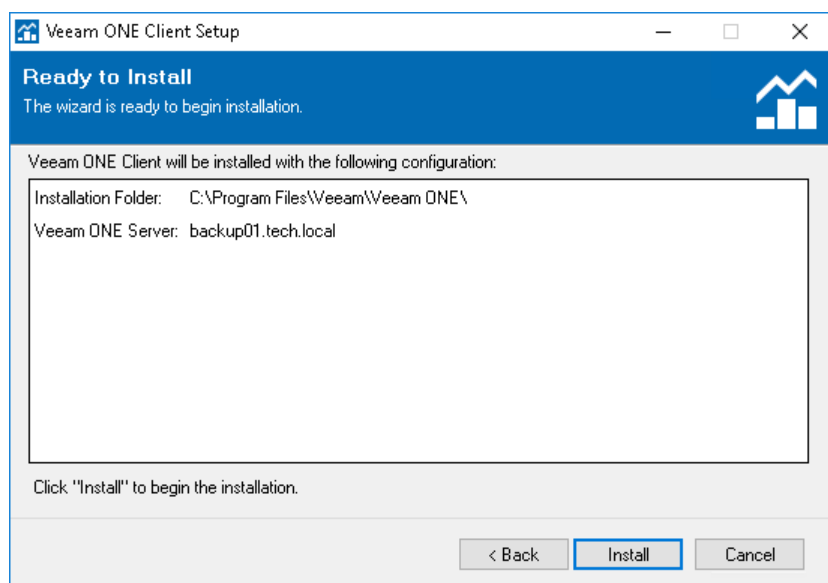 Veeam ONE Client Setup
Ready to Install
The wizard is ready to begin installation.
Veeam ONE Client will be installed with the following configuration:
Installation Folder: C:\Program Files\Veeam\Veeam ONE\
Veeam ONE Server: backup01.tech.local
Click "Install" to begin the installation.
< Back Install Cancel